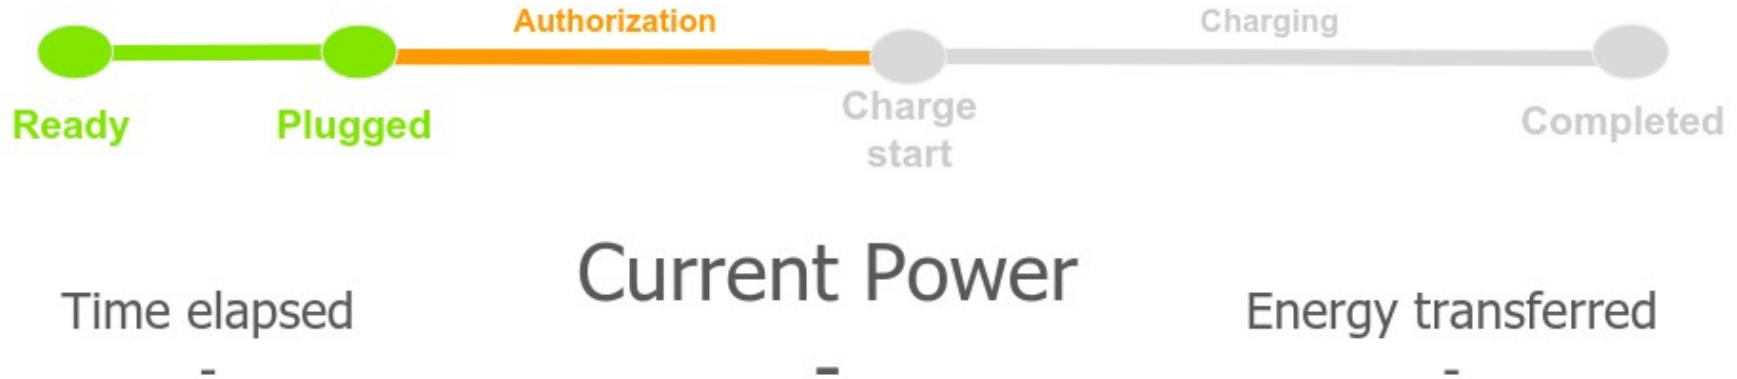 Authorization
Charging
Ready
Plugged
Charge
start
Completed
Current Power
Time elapsed
Energy transferred
-
-
-